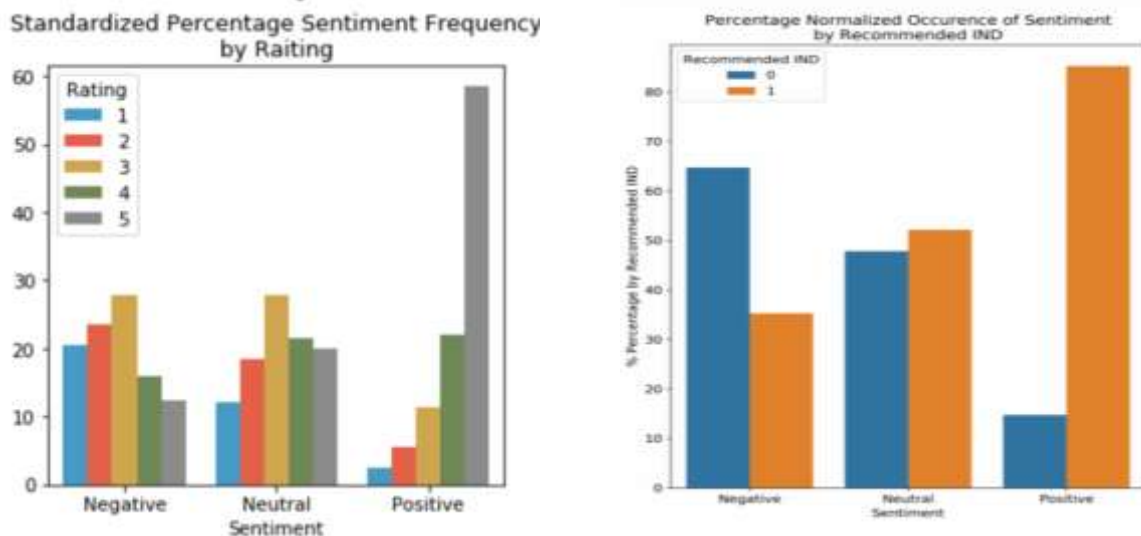 Standardized Percentage Sentiment Frequency
by Raiting
60
50
40
30
20
10
0
Rating
1
2
3
4
5
Negative
Neutral
Positive
Sentiment
Percentage Normalized Occurence of Sentiment
by Recommended IND
Recommended IND
0
1
% Percentage by Recommended IND
80
70
60
50
40
30
20
10
0
Negative
Neutral
Positive
Sentiment